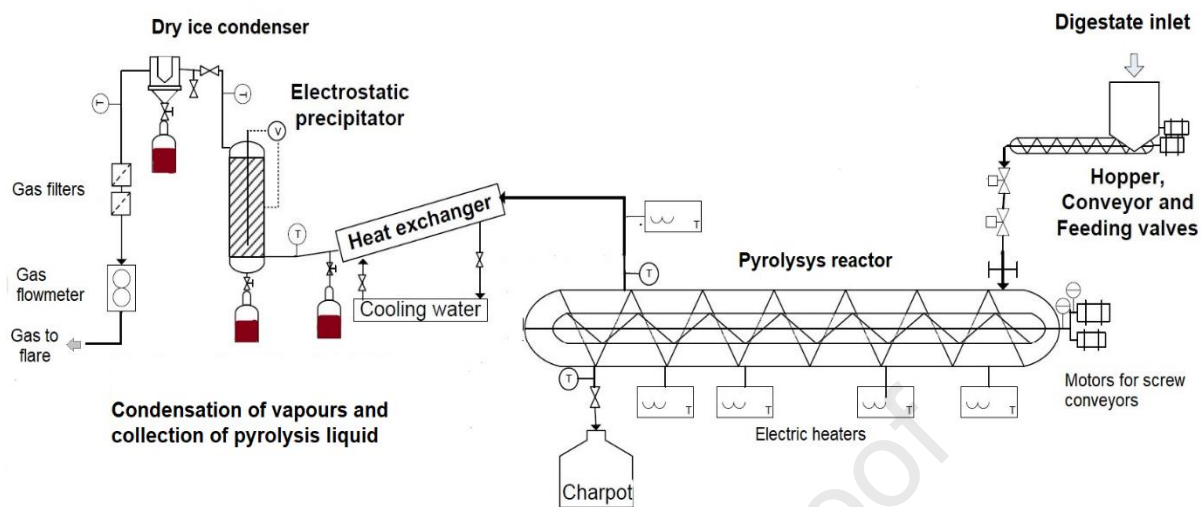 Dry ice condenser
Digestate inlet
T
T
Electrostatic
precipitator
V
Gas filters
Hopper,
Conveyor and
Feeding valves
Heat exchanger
T
T
Pyrolysys reactor
T
Gas
flowmeter
Cooling water
Gas to
flare
T
T
T
T
T
Motors for screw
conveyors
Condensation of vapours and
collection of pyrolysis liquid
Electric heaters
Charpot
oof